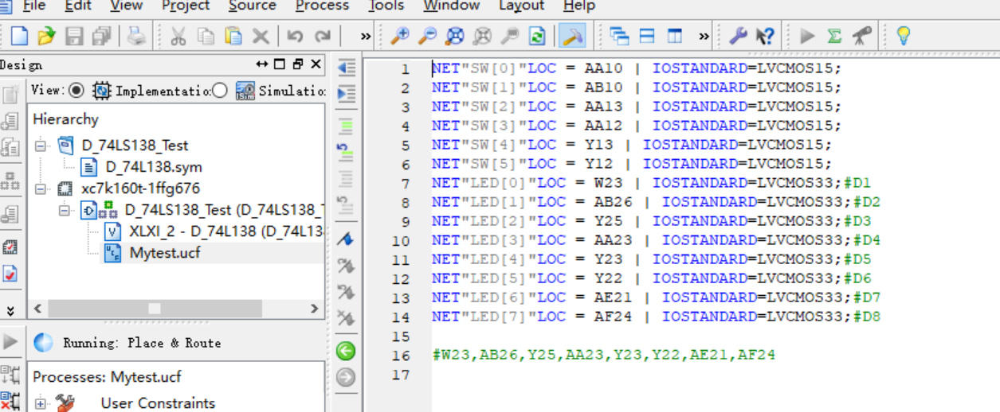 File Edit View Project Source Process Tools Window Layout Help
Design
View: Implementatio: Simulatio:
Hierarchy
D_74LS138_Test
D_74L138.sym
xc7k160t-1ffg676
D_74LS138_Test (D_74LS138_T
XLXI_2 - D_74L138 (D_74L13
Mytest.ucf
Running: Place & Route
Processes: Mytest.ucf
User Constraints
1 NET"SW[0]"LOC = AA10 | IOSTANDARD=LVCMOS15;
2 NET"SW[1]"LOC = AB10 | IOSTANDARD=LVCMOS15;
3 NET"SW[2]"LOC = AA13 | IOSTANDARD=LVCMOS15;
4 NET"SW[3]"LOC = AA12 | IOSTANDARD=LVCMOS15;
5 NET"SW[4]"LOC = Y13 | IOSTANDARD=LVCMOS15;
6 NET"SW[5]"LOC = Y12 | IOSTANDARD=LVCMOS15;
7 NET"LED[0]"LOC = W23 | IOSTANDARD=LVCMOS33;#D1
8 NET"LED[1]"LOC = AB26 | IOSTANDARD=LVCMOS33;#D2
9 NET"LED[2]"LOC = Y25 | IOSTANDARD=LVCMOS33;#D3
10 NET"LED[3]"LOC = AA23 | IOSTANDARD=LVCMOS33;#D4
11 NET"LED[4]"LOC = Y23 | IOSTANDARD=LVCMOS33;#D5
12 NET"LED[5]"LOC = Y22 | IOSTANDARD=LVCMOS33;#D6
13 NET"LED[6]"LOC = AE21 | IOSTANDARD=LVCMOS33;#D7
14 NET"LED[7]"LOC = AF24 | IOSTANDARD=LVCMOS33;#D8
15
16 #W23,AB26,Y25,AA23,Y23,Y22,AE21,AF24
17